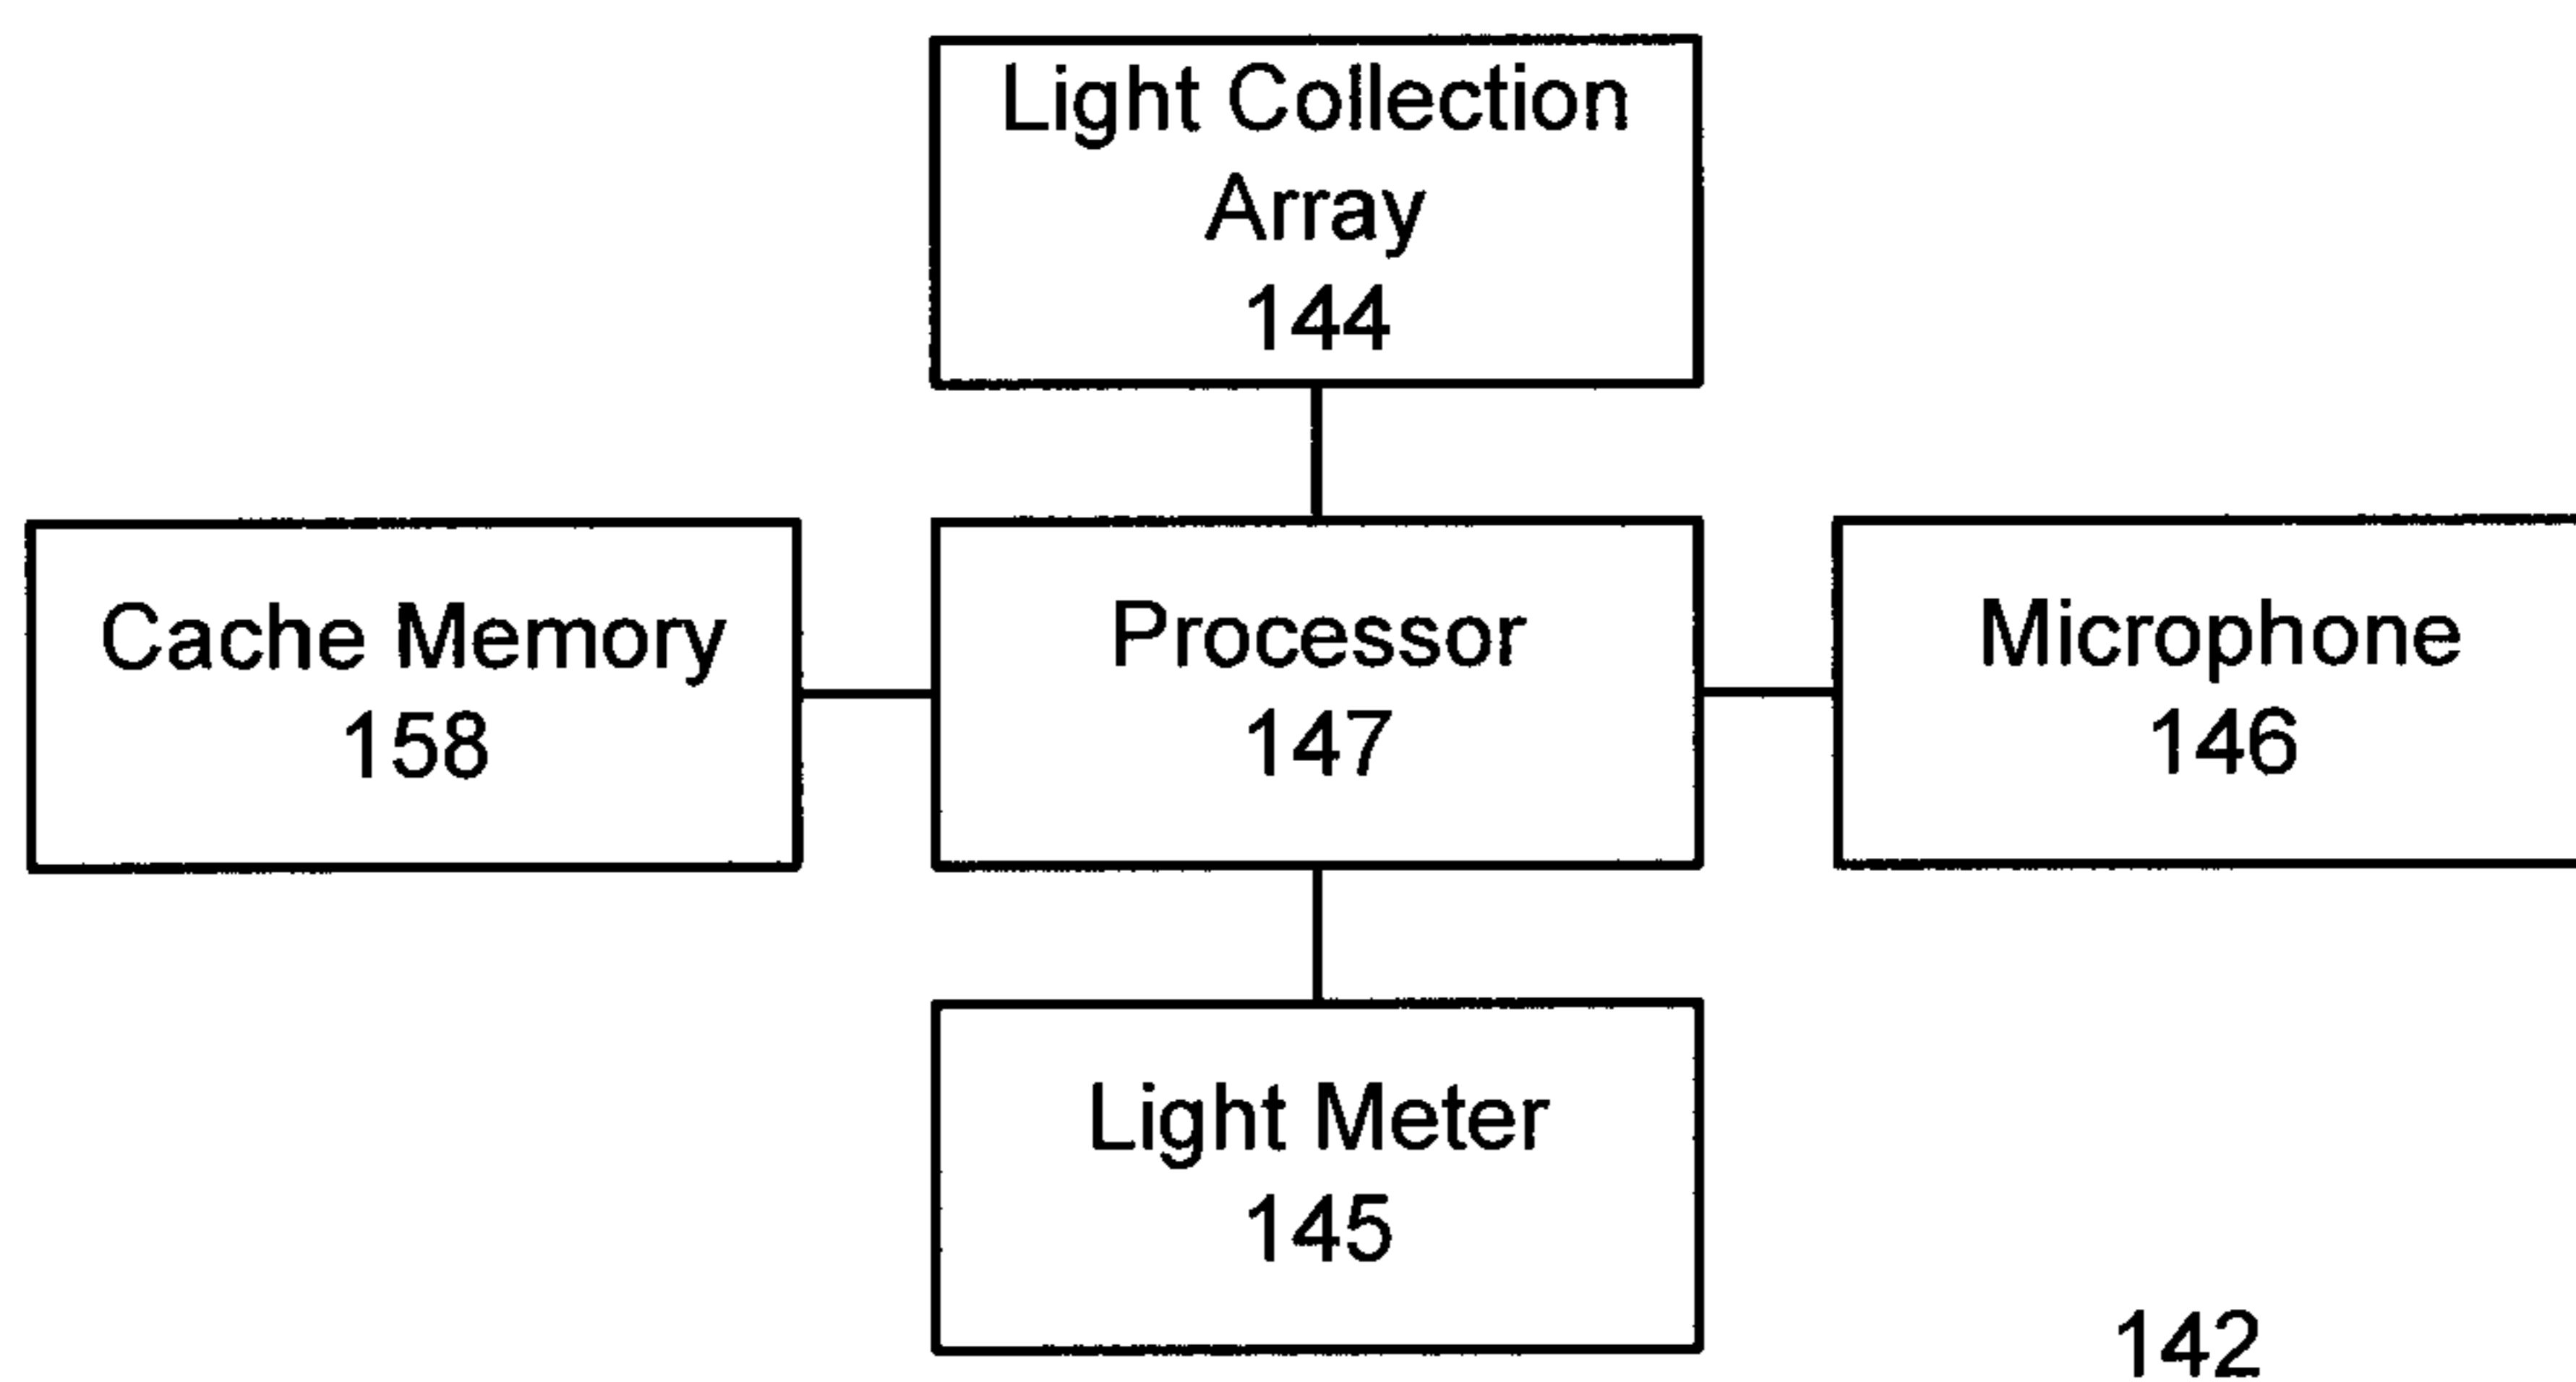 Light Collection
Array
144
Cache Memory
158
Processor
147
Microphone
146
Light Meter
145
142